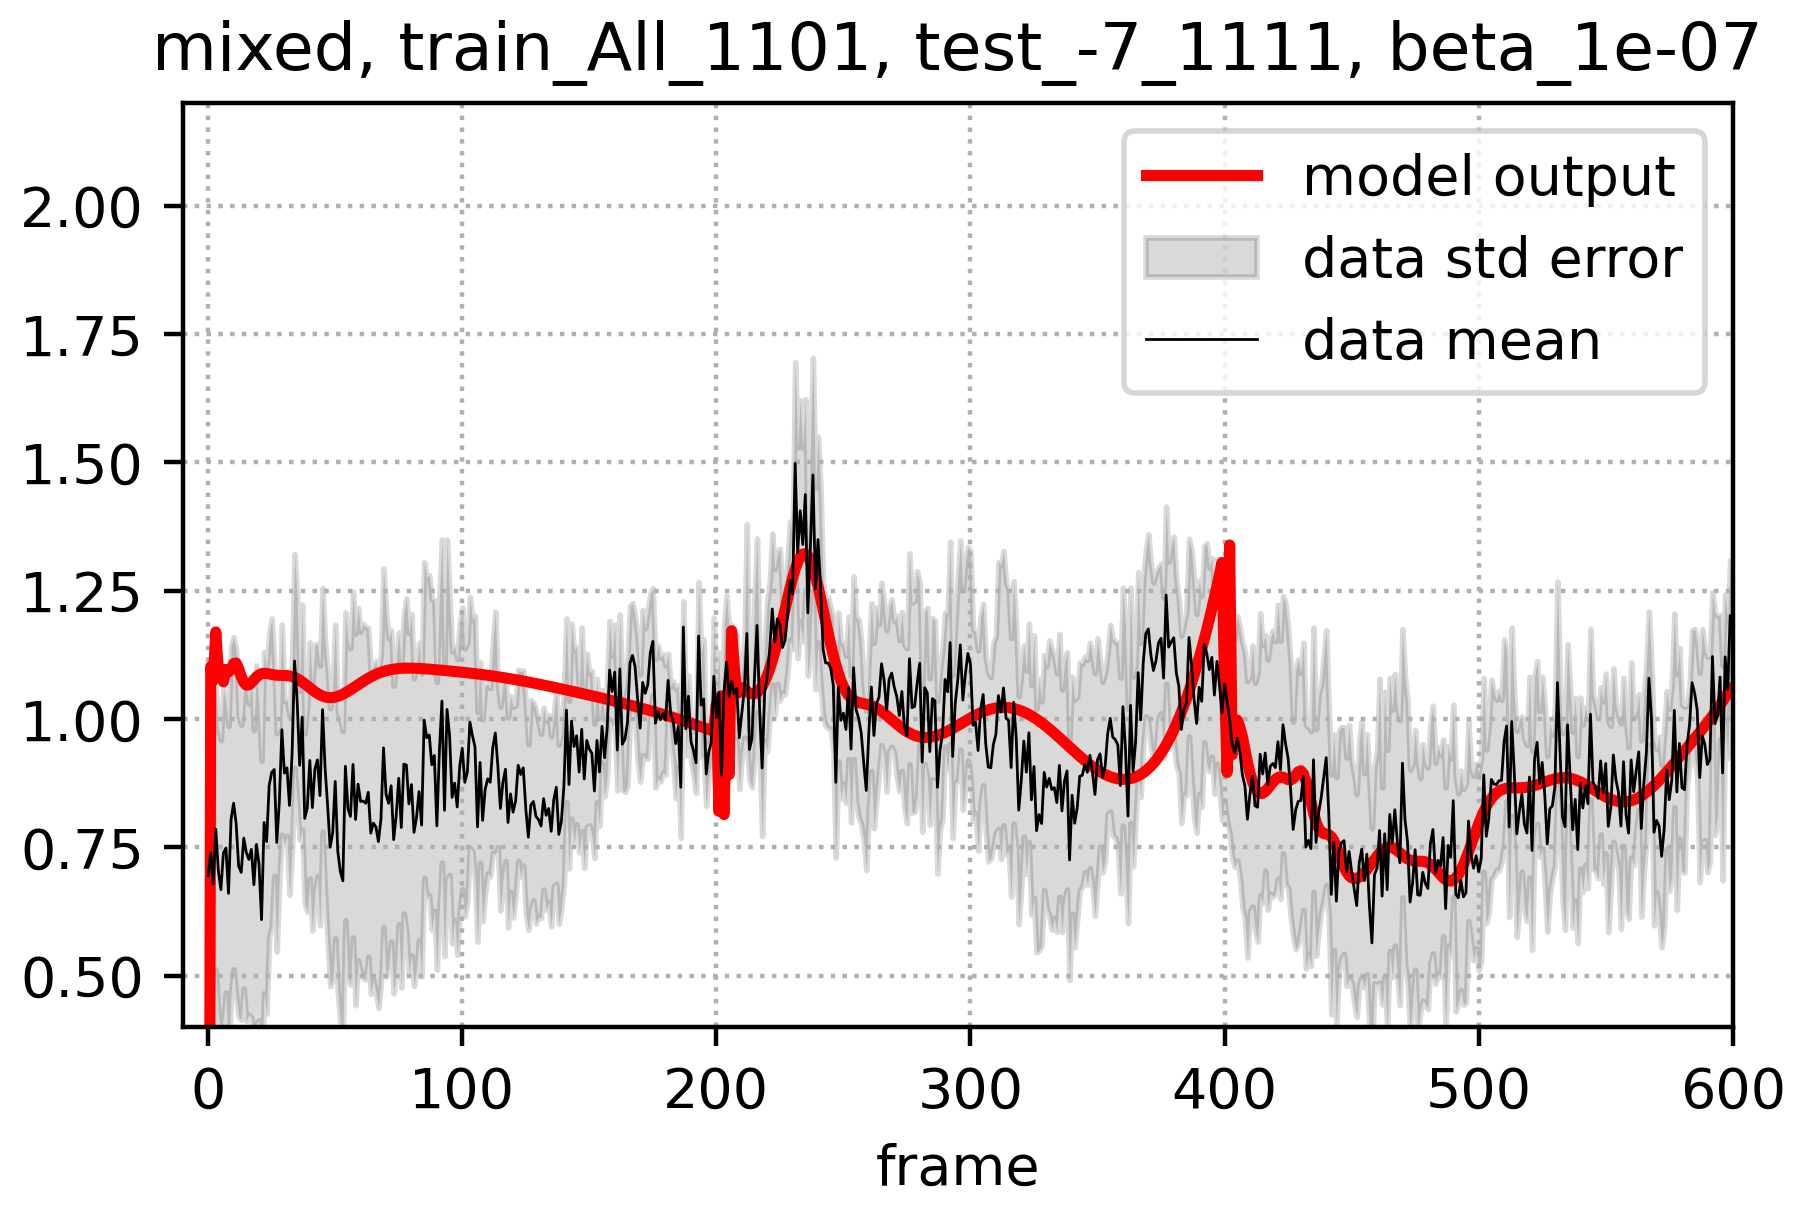 mixed, train_All_1101, test_-7_1111, beta_1e-07
model output
data std error
data mean
2.00
1.75
1.50
1.25
1.00
0.75
0.50
0 100 200 300 400 500 600
frame